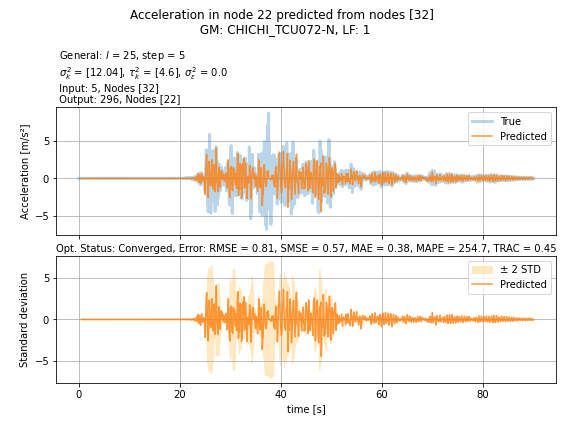 Acceleration in node 22 predicted from nodes [32]
GM: CHICHI_TCU072-N, LF: 1
General: l = 25, step = 5
σ²ₖ = [12.04], τ²ₖ = [4.6], σ²ₑ = 0.0
Input: 5, Nodes [32]
Output: 296, Nodes [22]
True
Predicted
5
0
−5
Acceleration [m/s²]
Opt. Status: Converged, Error: RMSE = 0.81, SMSE = 0.57, MAE = 0.38, MAPE = 254.7, TRAC = 0.45
± 2 STD
Predicted
5
0
−5
Standard deviation
0 20 40 60 80
time [s]